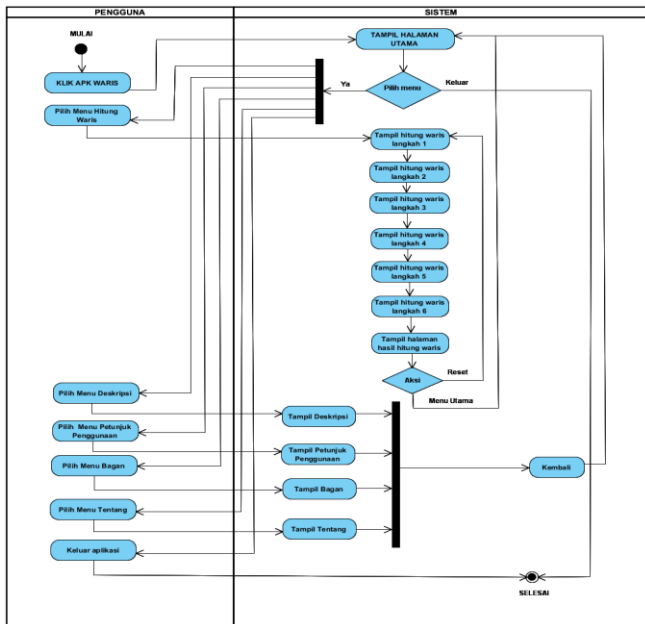 PENGGUNA
SISTEM
MULAI
TAMPIL HALAMAN
UTAMA
KLIK APK WARIS
Ya
Pilih menu
Keluar
Pilih Menu Hitung
Waris
Tampil hitung waris
langkah 1
Tampil hitung waris
langkah 2
Tampil hitung waris
langkah 3
Tampil hitung waris
langkah 4
Tampil hitung waris
langkah 5
Tampil hitung waris
langkah 6
Tampil halaman
hasil hitung waris
Reset
Aksi
Menu Utama
Pilih Menu Deskripsi
Tampil Deskripsi
Pilih Menu Petunjuk
Penggunaan
Tampil Petunjuk
Penggunaan
Pilih Menu Bagan
Kembali
Tampil Bagan
Pilih Menu Tentang
Tampil Tentang
Keluar aplikasi
SELESAI